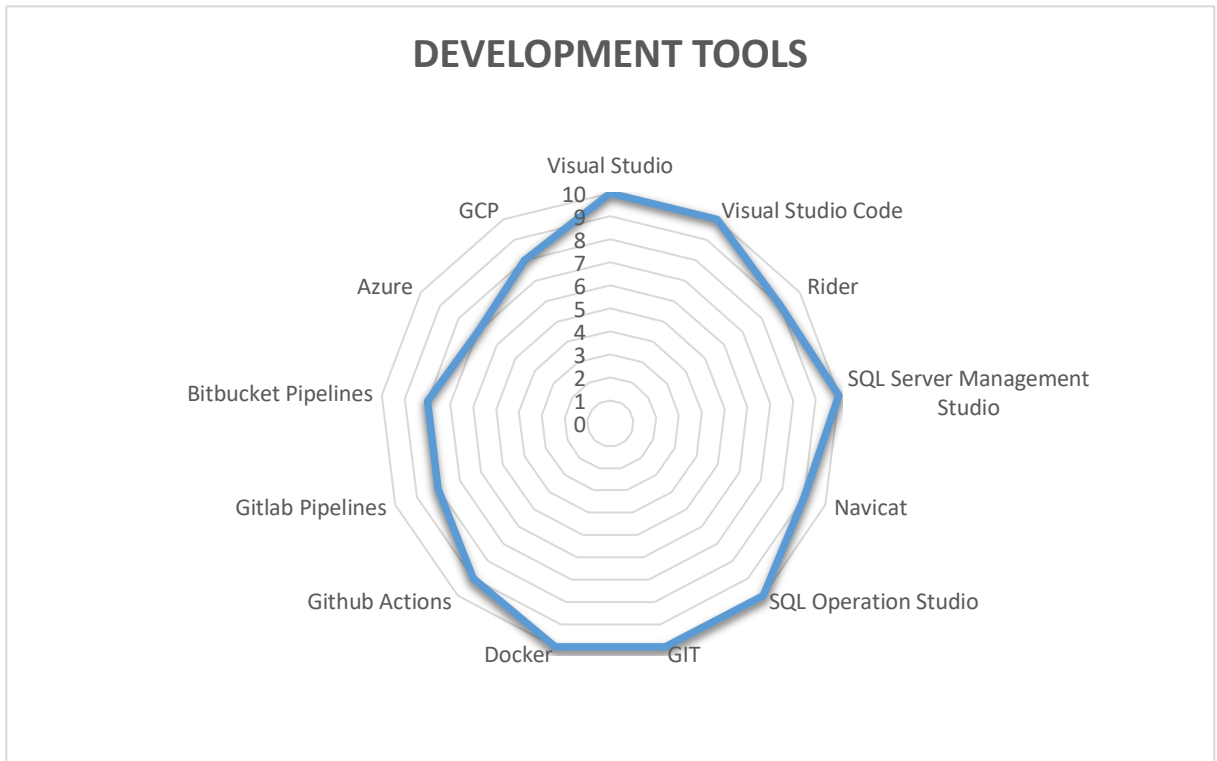 DEVELOPMENT TOOLS
Visual Studio
Visual Studio Code
Rider
SQL Server Management
Studio
Navicat
SQL Operation Studio
GIT
Docker
Github Actions
Gitlab Pipelines
Bitbucket Pipelines
Azure
GCP
10
9
8
7
6
5
4
3
2
1
0